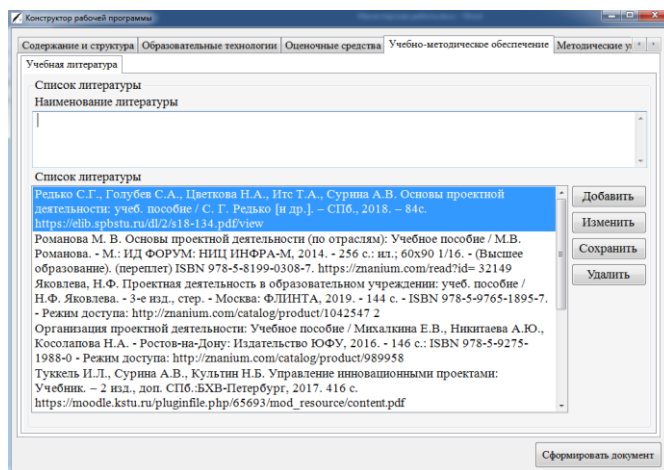 Конструктор рабочей программы
Содержание и структура Образовательные технологии Оценочные средства Учебно-методическое обеспечение Методические
Учебная литература
Список литературы
Наименование литературы
Список литературы
Редько С.Г., Голубев С.А., Цветкова Н.А., Итс Т.А., Сурина А.В. Основы проектной
деятельности: учеб. пособие / С. Г. Редько [и др.]. – СПб., 2018. – 84с.
https://elib.spbstu.ru/dl/2/s18-134.pdf/view
Романова М. В. Основы проектной деятельности (по отраслям): Учебное пособие / М.В.
Романова. - М.: ИД ФОРУМ: НИЦ ИНФРА-М, 2014. - 256 с.: ил.; 60x90 1/16. - (Высшее
образование). (переплет) ISBN 978-5-8199-0308-7. https://znanium.com/read?id= 32149
Яковлева, Н.Ф. Проектная деятельность в образовательном учреждении: учеб. пособие /
Н.Ф. Яковлева. - 3-е изд., стер. - Москва: ФЛИНТА, 2019. - 144 с. - ISBN 978-5-9765-1895-7.
- Режим доступа: http://znanium.com/catalog/product/1042547 2
Организация проектной деятельности: Учебное пособие / Михалкина Е.В., Никитаева А.Ю.,
Косолапова Н.А. - Ростов-на-Дону: Издательство ЮФУ, 2016. - 146 с.: ISBN 978-5-9275-
1988-0 - Режим доступа: http://znanium.com/catalog/product/989958
Туккель И.Л., Сурина А.В., Культин Н.Б. Управление инновационными проектами:
Учебник. – 2 изд., доп. СПб.:БХВ-Петербург, 2017. 416 с.
https://moodle.kstu.ru/pluginfile.php/65693/mod_resource/content.pdf
Добавить
Изменить
Сохранить
Удалить
Сформировать документ